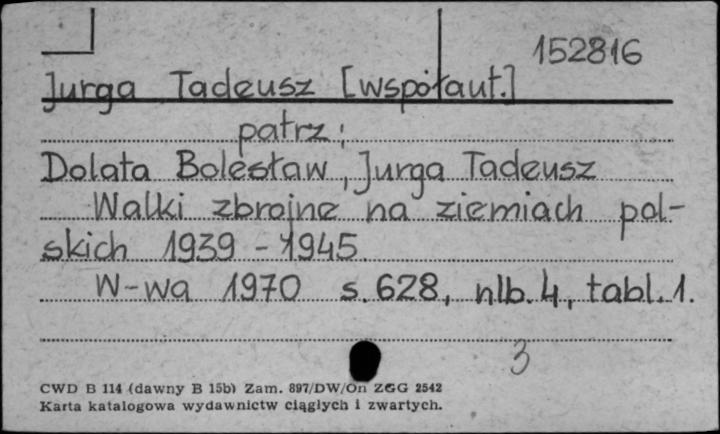 152816
Jurga Tadeusz [współaut.]
patrz:
Dolata Bolesław, Jurga Tadeusz
Walki zbrojne na ziemiach pol-
skich 1939 - 1945.
W-wa 1970 s. 628, nlb. 4, tabl. 1.
3
CWD B 114 (dawny B 15b) Zam. 897/DW/On ZGG 2542
Karta katalogowa wydawnictw ciągłych i zwartych.